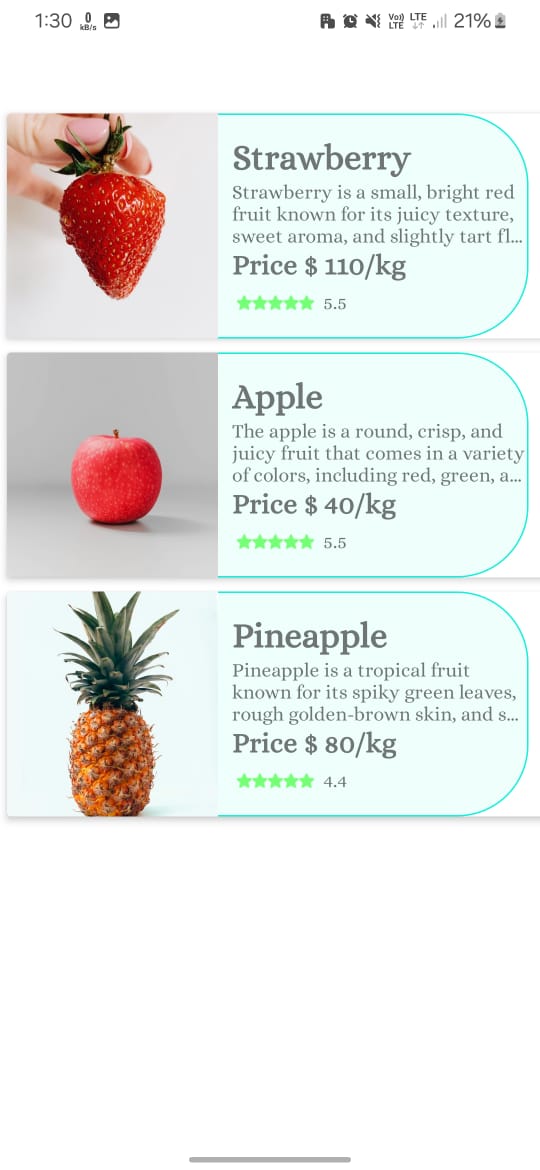 1:30 0 kB/s Vo)) LTE LTE 21%
Strawberry
Strawberry is a small, bright red
fruit known for its juicy texture,
sweet aroma, and slightly tart fl...
Price $ 110/kg
5.5
Apple
The apple is a round, crisp, and
juicy fruit that comes in a variety
of colors, including red, green, a...
Price $ 40/kg
5.5
Pineapple
Pineapple is a tropical fruit
known for its spiky green leaves,
rough golden-brown skin, and s...
Price $ 80/kg
4.4